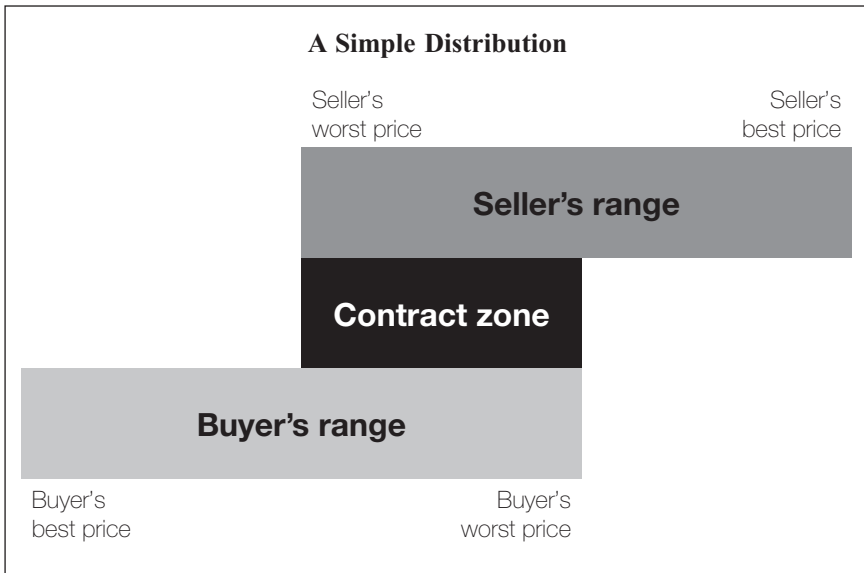 A Simple Distribution
Seller’s
worst price
Seller’s
best price
Seller’s range
Contract zone
Buyer’s range
Buyer’s
best price
Buyer’s
worst price